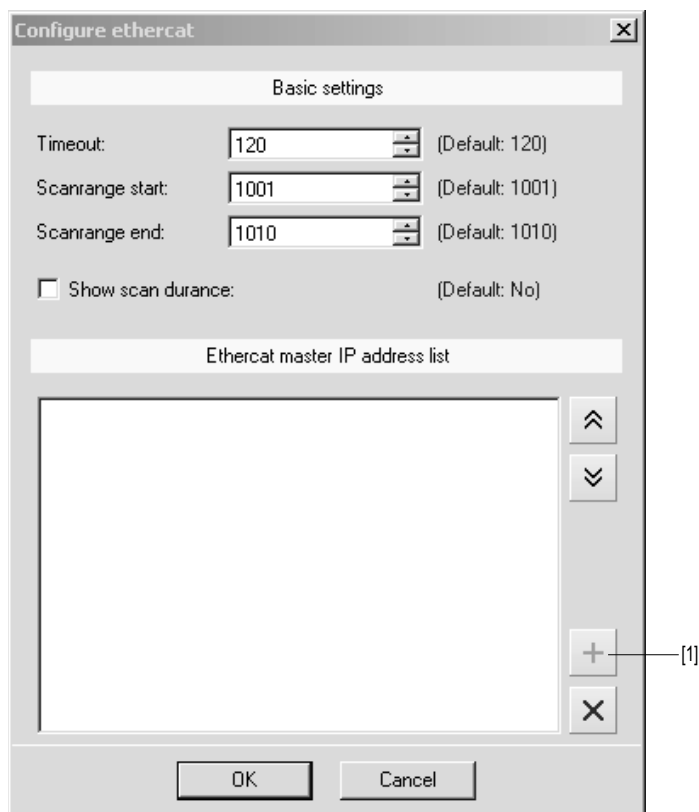 Configure ethercat
Basic settings
Timeout: 120 (Default: 120)
Scanrange start: 1001 (Default: 1001)
Scanrange end: 1010 (Default: 1010)
Show scan durance: (Default: No)
Ethercat master IP address list
[1]
OK Cancel